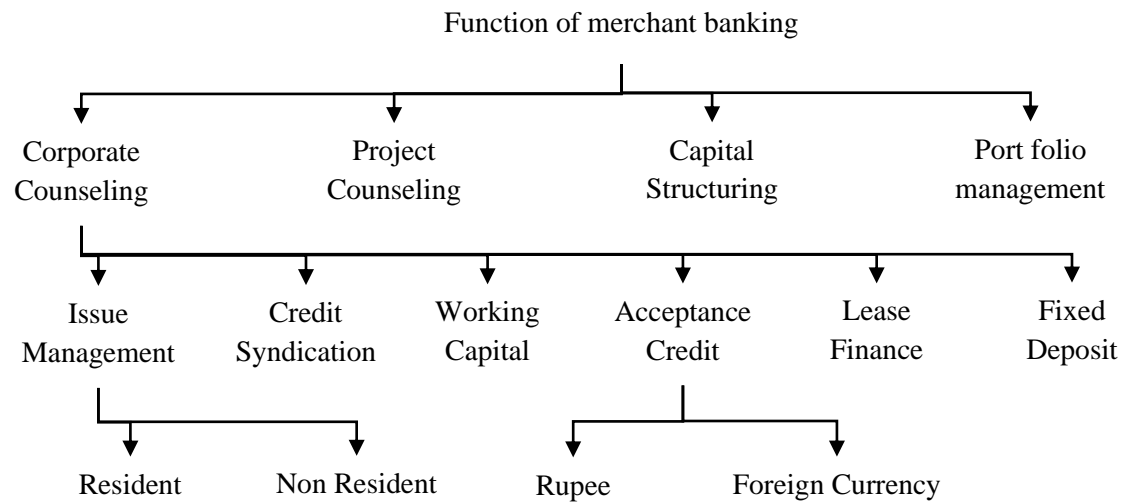 Function of merchant banking
Corporate
Counseling
Project
Counseling
Capital
Structuring
Port folio
management
Issue
Management
Credit
Syndication
Working
Capital
Acceptance
Credit
Lease
Finance
Fixed
Deposit
Resident
Non Resident
Rupee
Foreign Currency